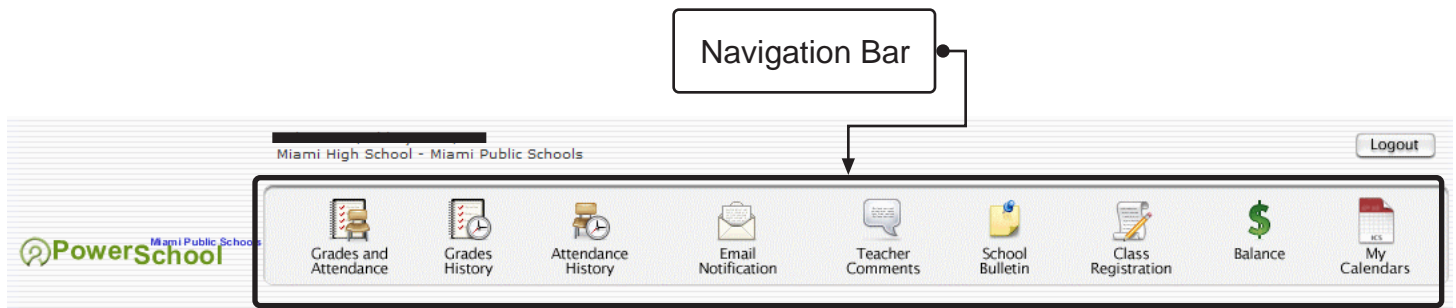 Navigation Bar
Miami High School - Miami Public Schools
Logout
PowerSchool
Miami Public Schools
Grades and
Attendance
Grades
History
Attendance
History
Email
Notification
Teacher
Comments
School
Bulletin
Class
Registration
$
Balance
ICS
My
Calendars